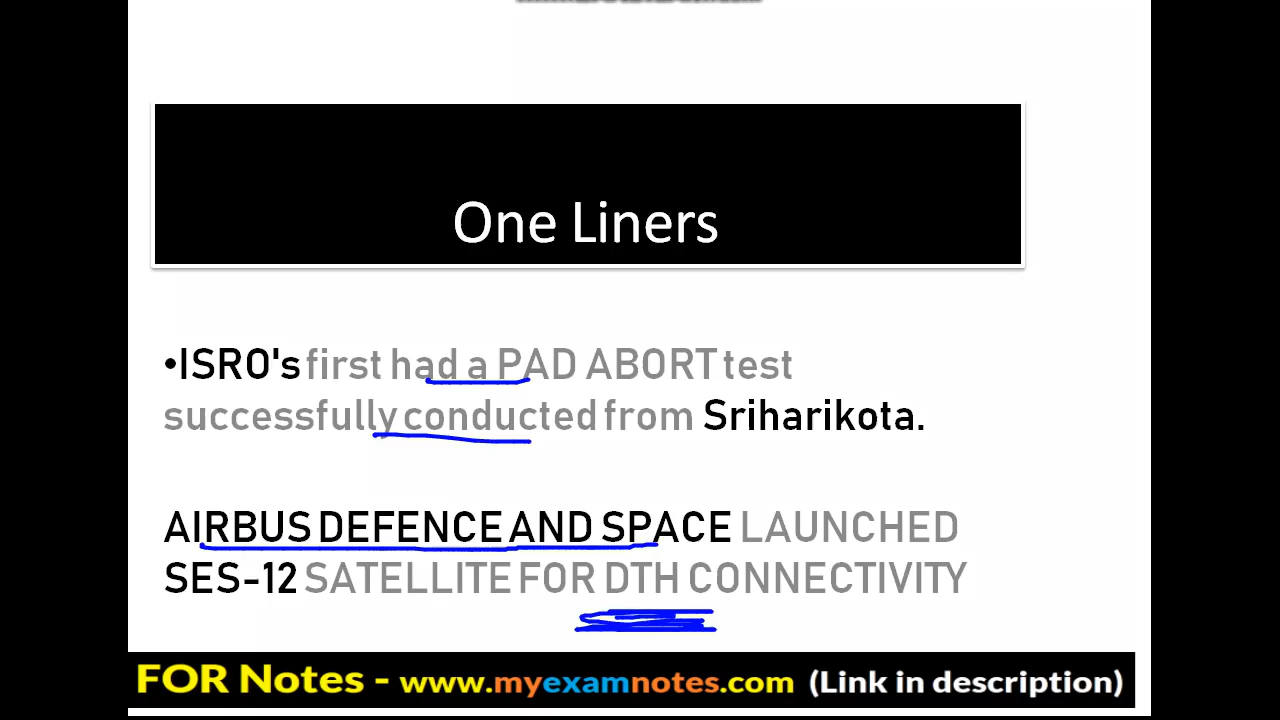 One Liners
•ISRO's first had a PAD ABORT test
successfully conducted from Sriharikota.
AIRBUS DEFENCE AND SPACE LAUNCHED
SES-12 SATELLITE FOR DTH CONNECTIVITY
FOR Notes - www.myexamnotes.com (Link in description)